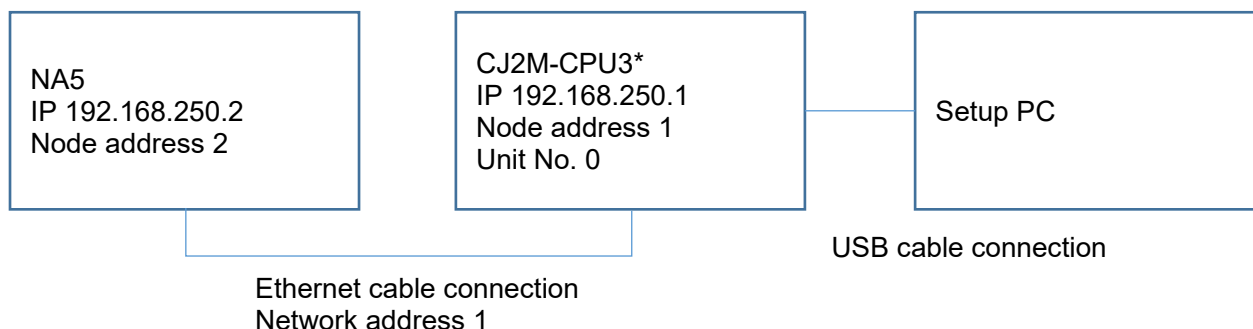 NA5
IP 192.168.250.2
Node address 2
CJ2M-CPU3*
IP 192.168.250.1
Node address 1
Unit No. 0
Setup PC
USB cable connection
Ethernet cable connection
Network address 1